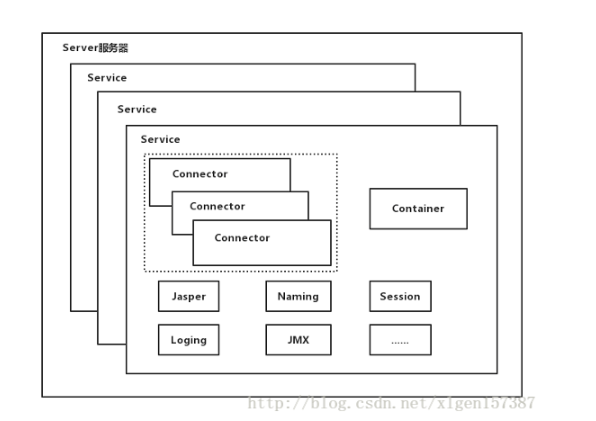 Server服务器
Service
Service
Service
Connector
Connector
Connector
Container
Jasper
Naming
Session
Loging
JMX
......
http://blog.csdn.net/xlgen157387